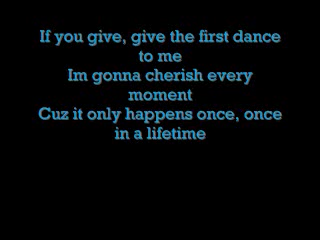 If you give, give the first dance
to me
Im gonna cherish every
moment
Cuz it only happens once, once
in a lifetime